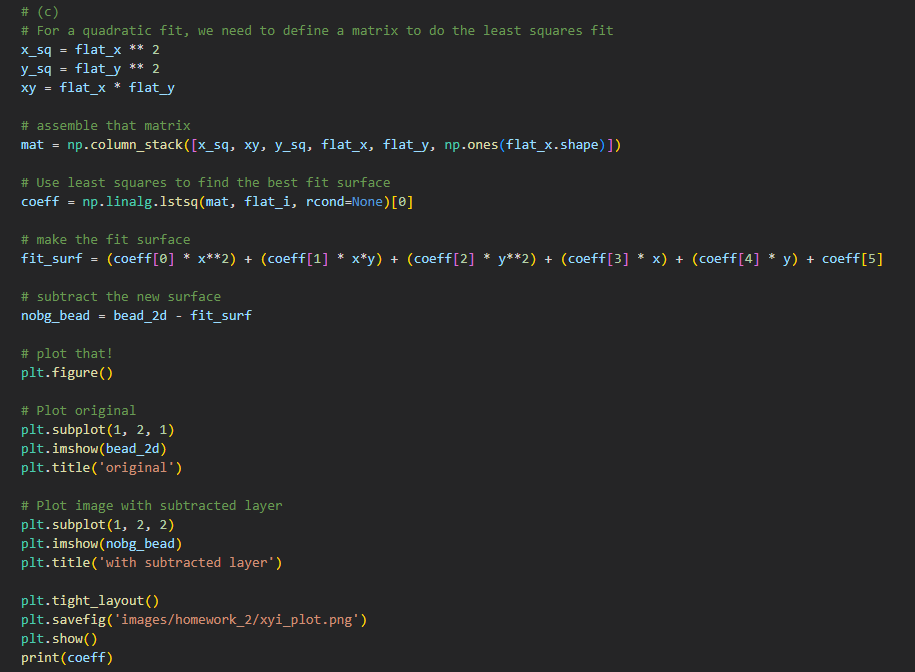 # (c)
# For a quadratic fit, we need to define a matrix to do the least squares fit
x_sq = flat_x ** 2
y_sq = flat_y ** 2
xy = flat_x * flat_y
# assemble that matrix
mat = np.column_stack([x_sq, xy, y_sq, flat_x, flat_y, np.ones(flat_x.shape)])
# Use least squares to find the best fit surface
coeff = np.linalg.lstsq(mat, flat_i, rcond=None)[0]
# make the fit surface
fit_surf = (coeff[0] * x**2) + (coeff[1] * x*y) + (coeff[2] * y**2) + (coeff[3] * x) + (coeff[4] * y) + coeff[5]
# subtract the new surface
nobg_bead = bead_2d - fit_surf
# plot that!
plt.figure()
# Plot original
plt.subplot(1, 2, 1)
plt.imshow(bead_2d)
plt.title('original')
# Plot image with subtracted layer
plt.subplot(1, 2, 2)
plt.imshow(nobg_bead)
plt.title('with subtracted layer')
plt.tight_layout()
plt.savefig('images/homework_2/xyi_plot.png')
plt.show()
print(coeff)